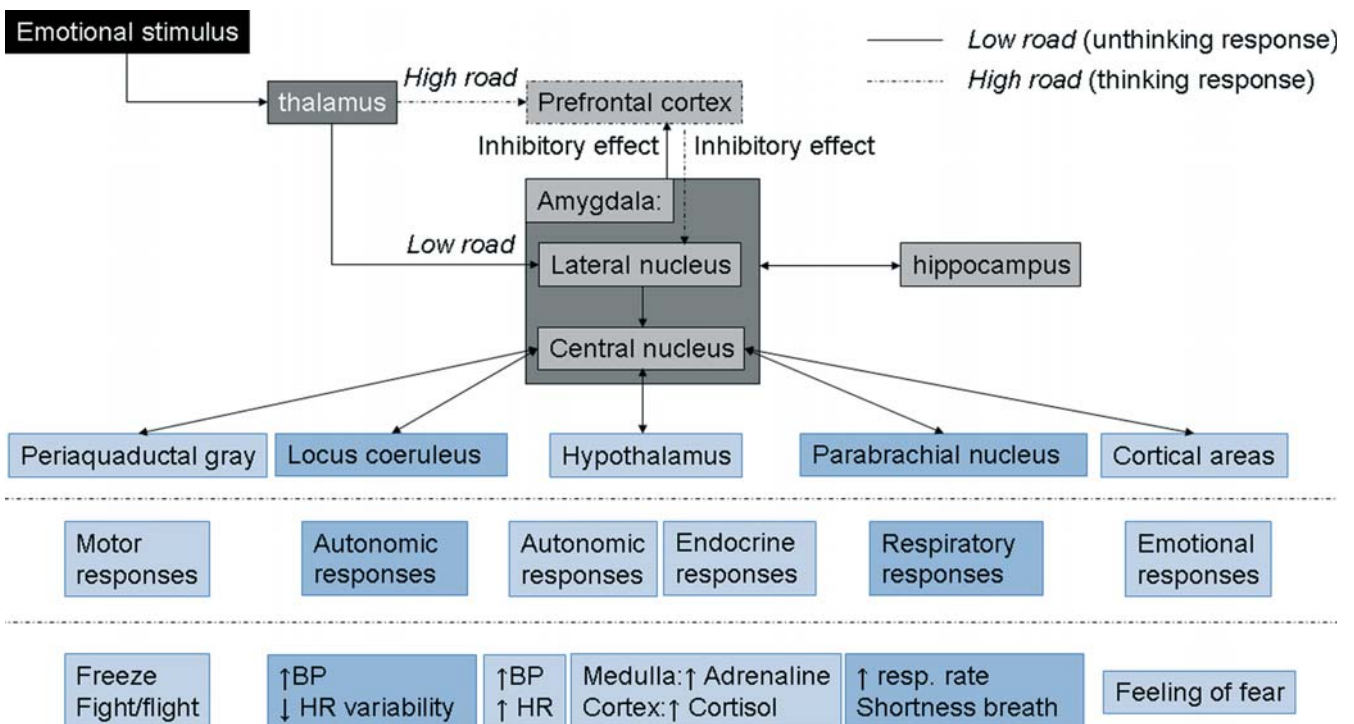 Emotional stimulus
Low road (unthinking response)
High road (thinking response)
thalamus
High road
Prefrontal cortex
Inhibitory effect
Inhibitory effect
Amygdala:
Low road
Lateral nucleus
hippocampus
Central nucleus
Periaquaductal gray
Locus coeruleus
Hypothalamus
Parabrachial nucleus
Cortical areas
Motor
responses
Autonomic
responses
Autonomic
responses
Endocrine
responses
Respiratory
responses
Emotional
responses
Freeze
Fight/flight
↑BP
↓ HR variability
↑BP
↑ HR
Medulla:↑ Adrenaline
Cortex:↑ Cortisol
↑ resp. rate
Shortness breath
Feeling of fear